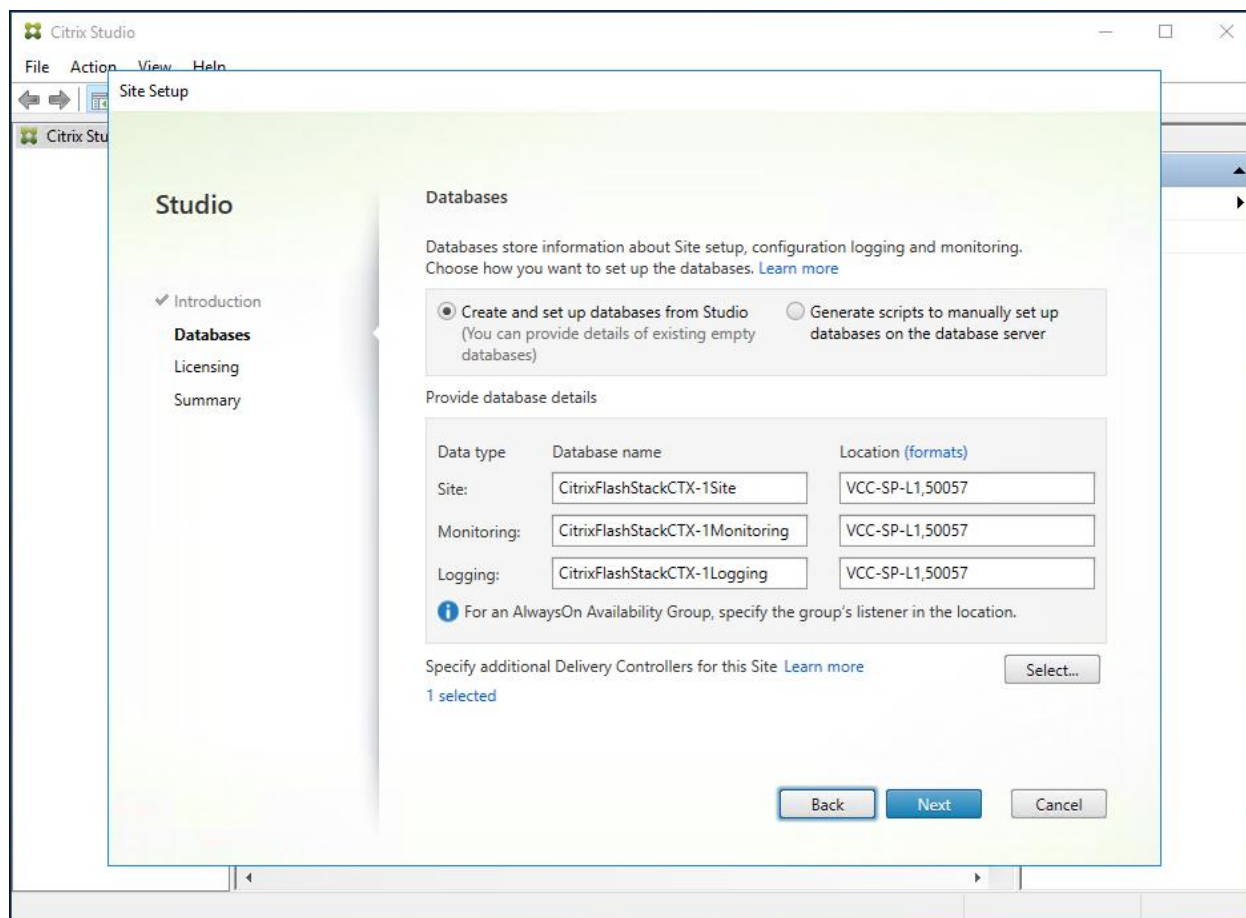 Citrix Studio
File Action View Help
Site Setup
Citrix Stu
Studio
Introduction
Databases
Licensing
Summary
Databases
Databases store information about Site setup, configuration logging and monitoring.
Choose how you want to set up the databases. Learn more
Create and set up databases from Studio
(You can provide details of existing empty
databases)
Generate scripts to manually set up
databases on the database server
Provide database details
Data type Database name Location (formats)
Site: CitrixFlashStackCTX-1Site VCC-SP-L1,50057
Monitoring: CitrixFlashStackCTX-1Monitoring VCC-SP-L1,50057
Logging: CitrixFlashStackCTX-1Logging VCC-SP-L1,50057
For an AlwaysOn Availability Group, specify the group's listener in the location.
Specify additional Delivery Controllers for this Site Learn more Select...
1 selected
Back Next Cancel